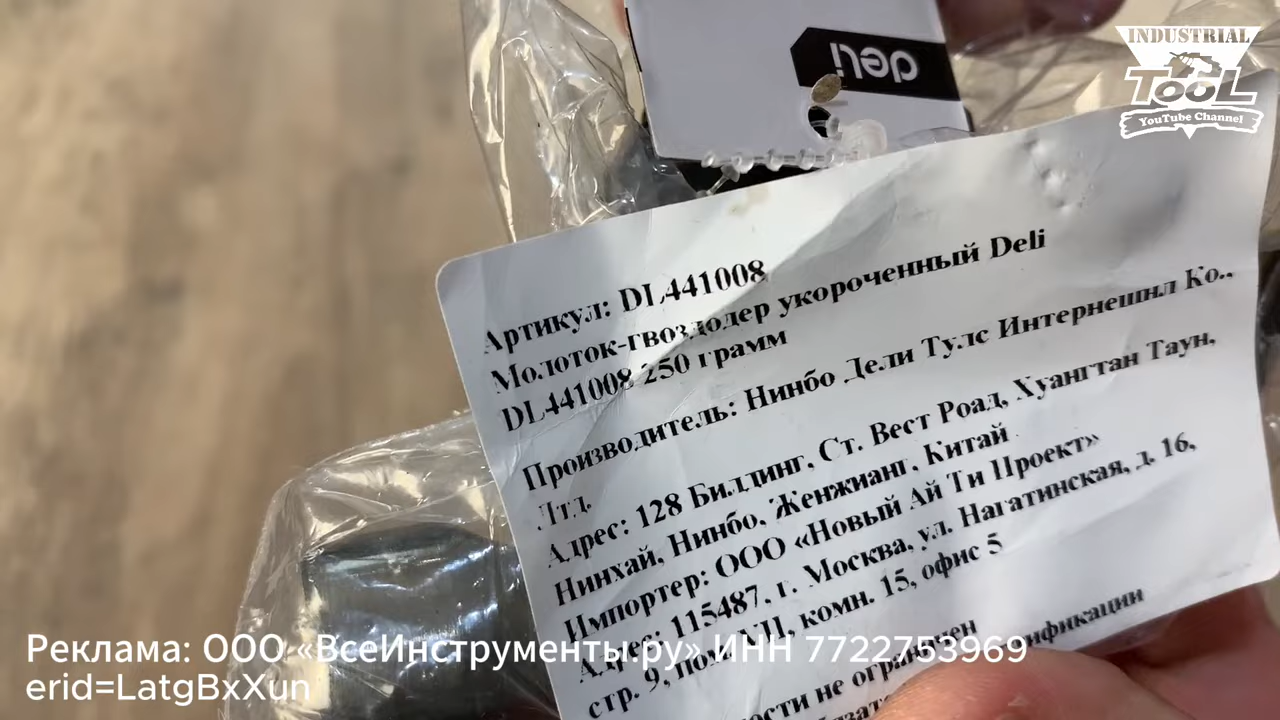 deli
INDUSTRIAL
TOOL
YouTube Channel
Артикул: DL441008
Молоток-гвоздодер укороченный Deli
DL441008 250 грамм
Производитель: Нинбо Дели Тулс Интернешнл Ко.,
Лтд.
Адрес: 128 Билдинг, Ст. Вест Роад, Хуангтан Таун,
Нинхай, Нинбо, Женжианг, Китай
Импортер: ООО «Новый Ай Ти Проект»
Адрес: 115487, г. Москва, ул. Нагатинская, д. 16,
стр. 9, комн. 15, офис 5
не
Реклама: ООО «ВсеИнструменты.ру» ИНН 7722753969
erid=LatgBxXun